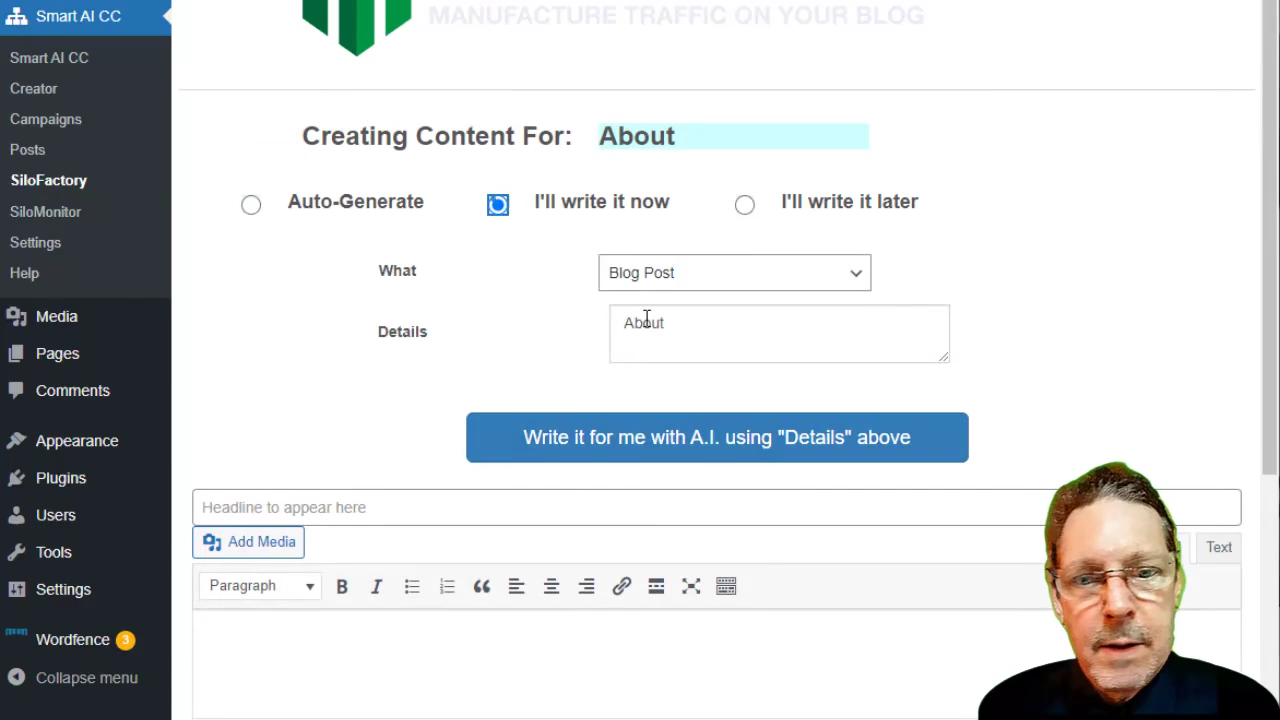 Smart AI CC
Smart AI CC
Creator
Campaigns
Posts
SiloFactory
SiloMonitor
Settings
Help
Media
Pages
Comments
Appearance
Plugins
Users
Tools
Settings
Wordfence 3
Collapse menu
MANUFACTURE TRAFFIC ON YOUR BLOG
Creating Content For: About
Auto-Generate I'll write it now I'll write it later
What Blog Post
Details About
Write it for me with A.I. using "Details" above
Headline to appear here
Add Media
Text
Paragraph B I